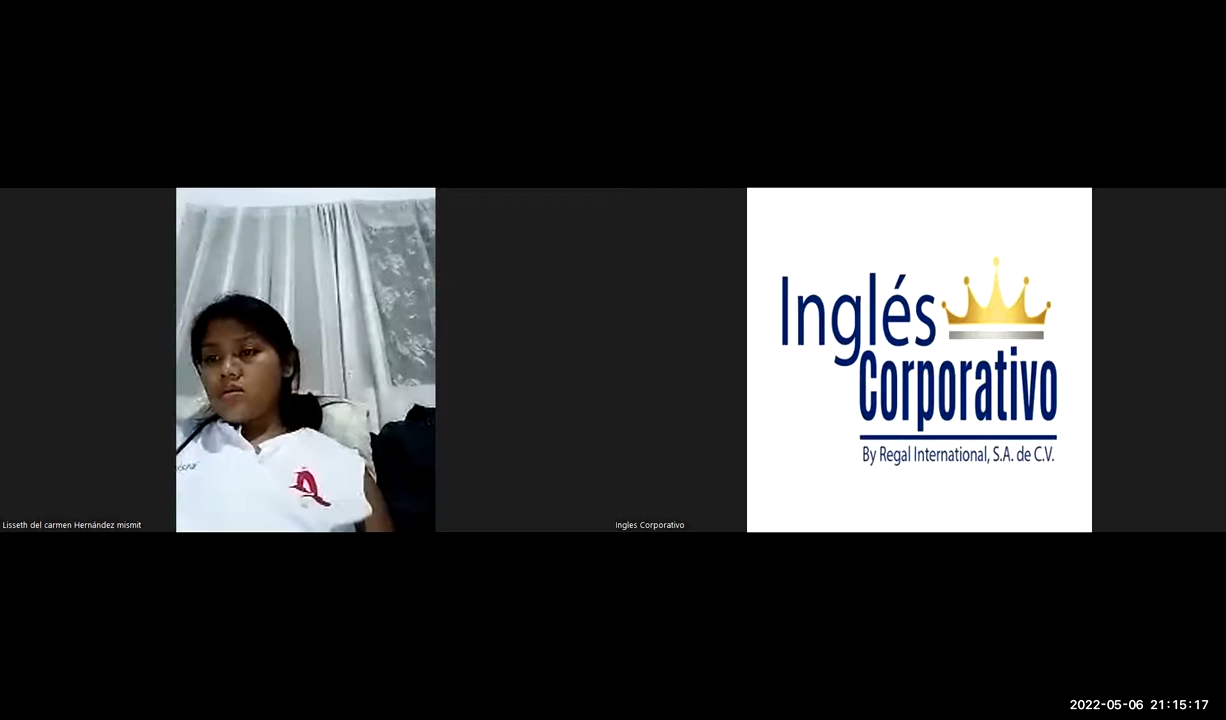 Lisseth del carmen Hernández mismit
Inglés
Corporativo
By Regal International, S.A. de C.V.
Ingles Corporativo
2022-05-06 21:15:17